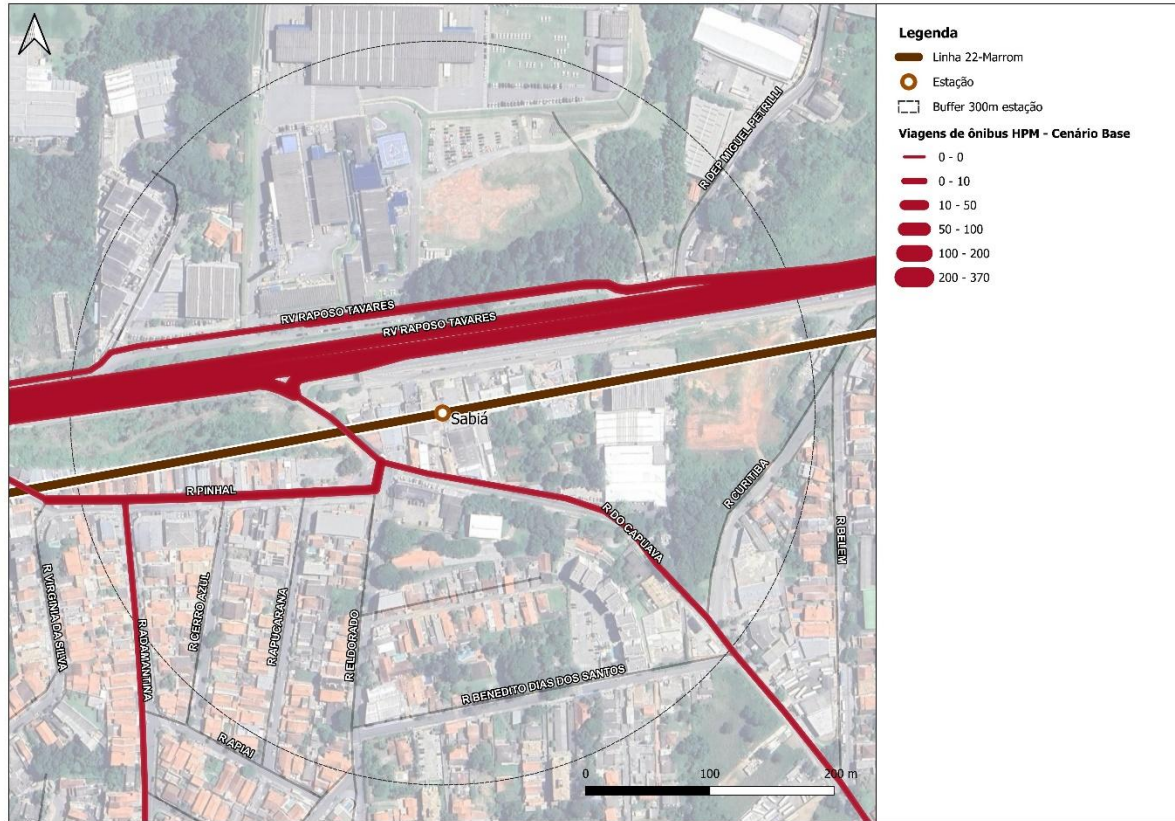 Legenda
Linha 22-Marrom
Estação
Buffer 300m estação
Viagens de ônibus HPM - Cenário Base
0 - 0
0 - 10
10 - 50
50 - 100
100 - 200
200 - 370
R DEP MIGUEL PETRILLI
RV RAPOSO TAVARES
RV RAPOSO TAVARES
Sabiá
R PINHAL
R CURITIBA
R DO CAPUAVA
R BELEM
R VIRGINIA DA SILVA
R ADAMANTINA
R CERRO AZUL
R APUCARANA
R ELDORADO
R BENEDITO DIAS DOS SANTOS
R APIAI
0 100 200 m